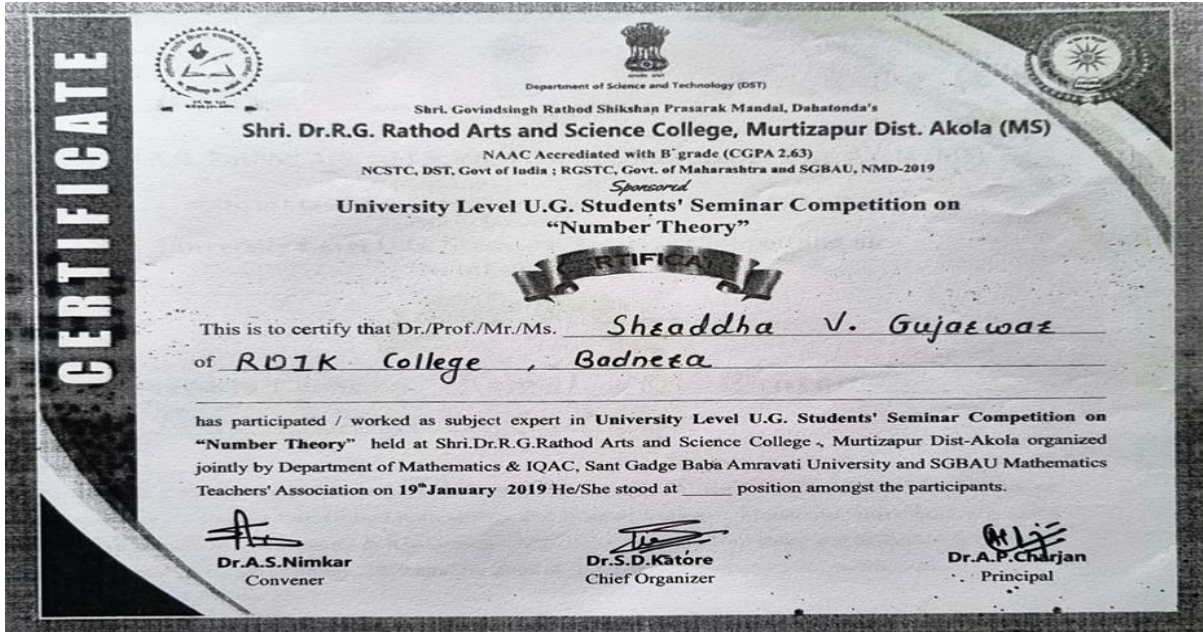 CERTIFICATE
Department of Science and Technology (DST)
Shri. Govindsingh Rathod Shikshan Prasarak Mandal, Dahatonda's
Shri. Dr.R.G. Rathod Arts and Science College, Murtizapur Dist. Akola (MS)
NAAC Accrediated with B+grade (CGPA 2.63)
NCSTC, DST, Govt of India ; RGSTC, Govt. of Maharashtra and SGBAU, NMD-2019
Sponsored
University Level U.G. Students' Seminar Competition on
“Number Theory”
CERTIFICATE
This is to certify that Dr./Prof./Mr./Ms. Shraddha V. Gujarwar
of RDIK College , Badnera
has participated / worked as subject expert in University Level U.G. Students' Seminar Competition on
“Number Theory” held at Shri.Dr.R.G.Rathod Arts and Science College , Murtizapur Dist-Akola organized
jointly by Department of Mathematics & IQAC, Sant Gadge Baba Amravati University and SGBAU Mathematics
Teachers' Association on 19th January 2019 He/She stood at _____ position amongst the participants.
Dr.A.S.Nimkar Dr.S.D.Katore Dr.A.P.Charjan
Convener Chief Organizer Principal